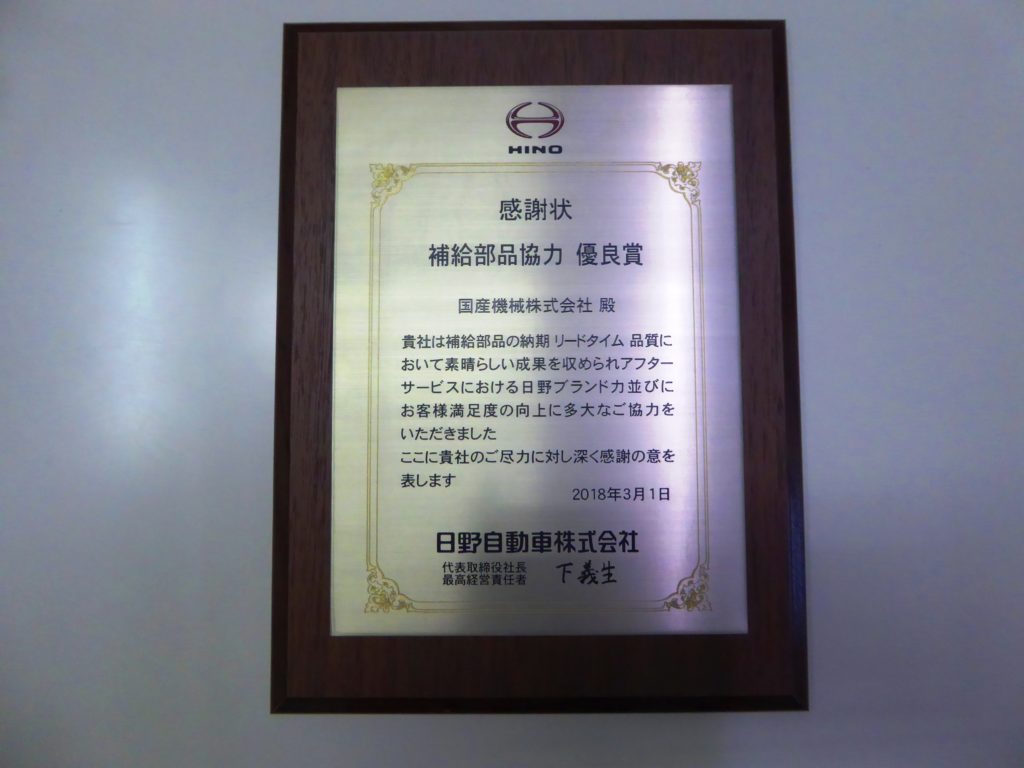 HINO
感謝状
補給部品協力 優良賞
国産機械株式会社 殿
貴社は補給部品の納期 リードタイム 品質に
おいて素晴らしい成果を収められアフター
サービスにおける日野ブランド力並びに
お客様満足度の向上に多大なご協力を
いただきました
ここに貴社のご尽力に対し深く感謝の意を
表します
2018年3月1日
日野自動車株式会社
代表取締役社長
最高経営責任者 下義生